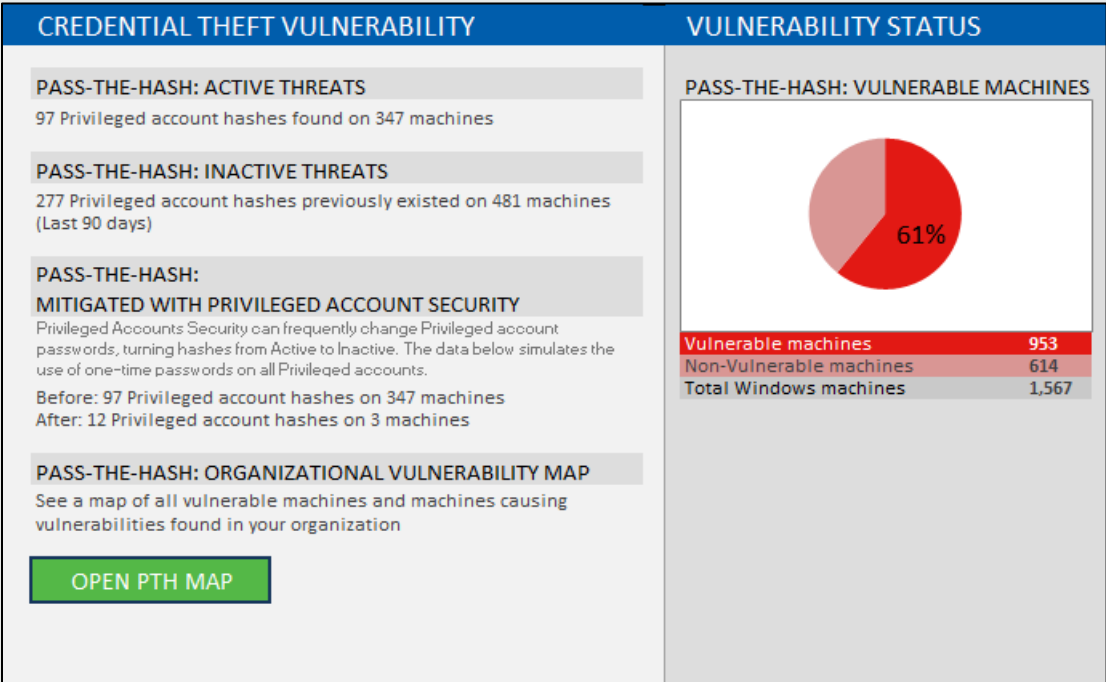 CREDENTIAL THEFT VULNERABILITY
PASS-THE-HASH: ACTIVE THREATS
97 Privileged account hashes found on 347 machines
PASS-THE-HASH: INACTIVE THREATS
277 Privileged account hashes previously existed on 481 machines
(Last 90 days)
PASS-THE-HASH:
MITIGATED WITH PRIVILEGED ACCOUNT SECURITY
Privileged Accounts Security can frequently change Privileged account
passwords, turning hashes from Active to Inactive. The data below simulates the
use of one-time passwords on all Privileged accounts.
Before: 97 Privileged account hashes on 347 machines
After: 12 Privileged account hashes on 3 machines
PASS-THE-HASH: ORGANIZATIONAL VULNERABILITY MAP
See a map of all vulnerable machines and machines causing
vulnerabilities found in your organization
OPEN PTH MAP
VULNERABILITY STATUS
PASS-THE-HASH: VULNERABLE MACHINES
61%
Vulnerable machines 953
Non-Vulnerable machines 614
Total Windows machines 1,567